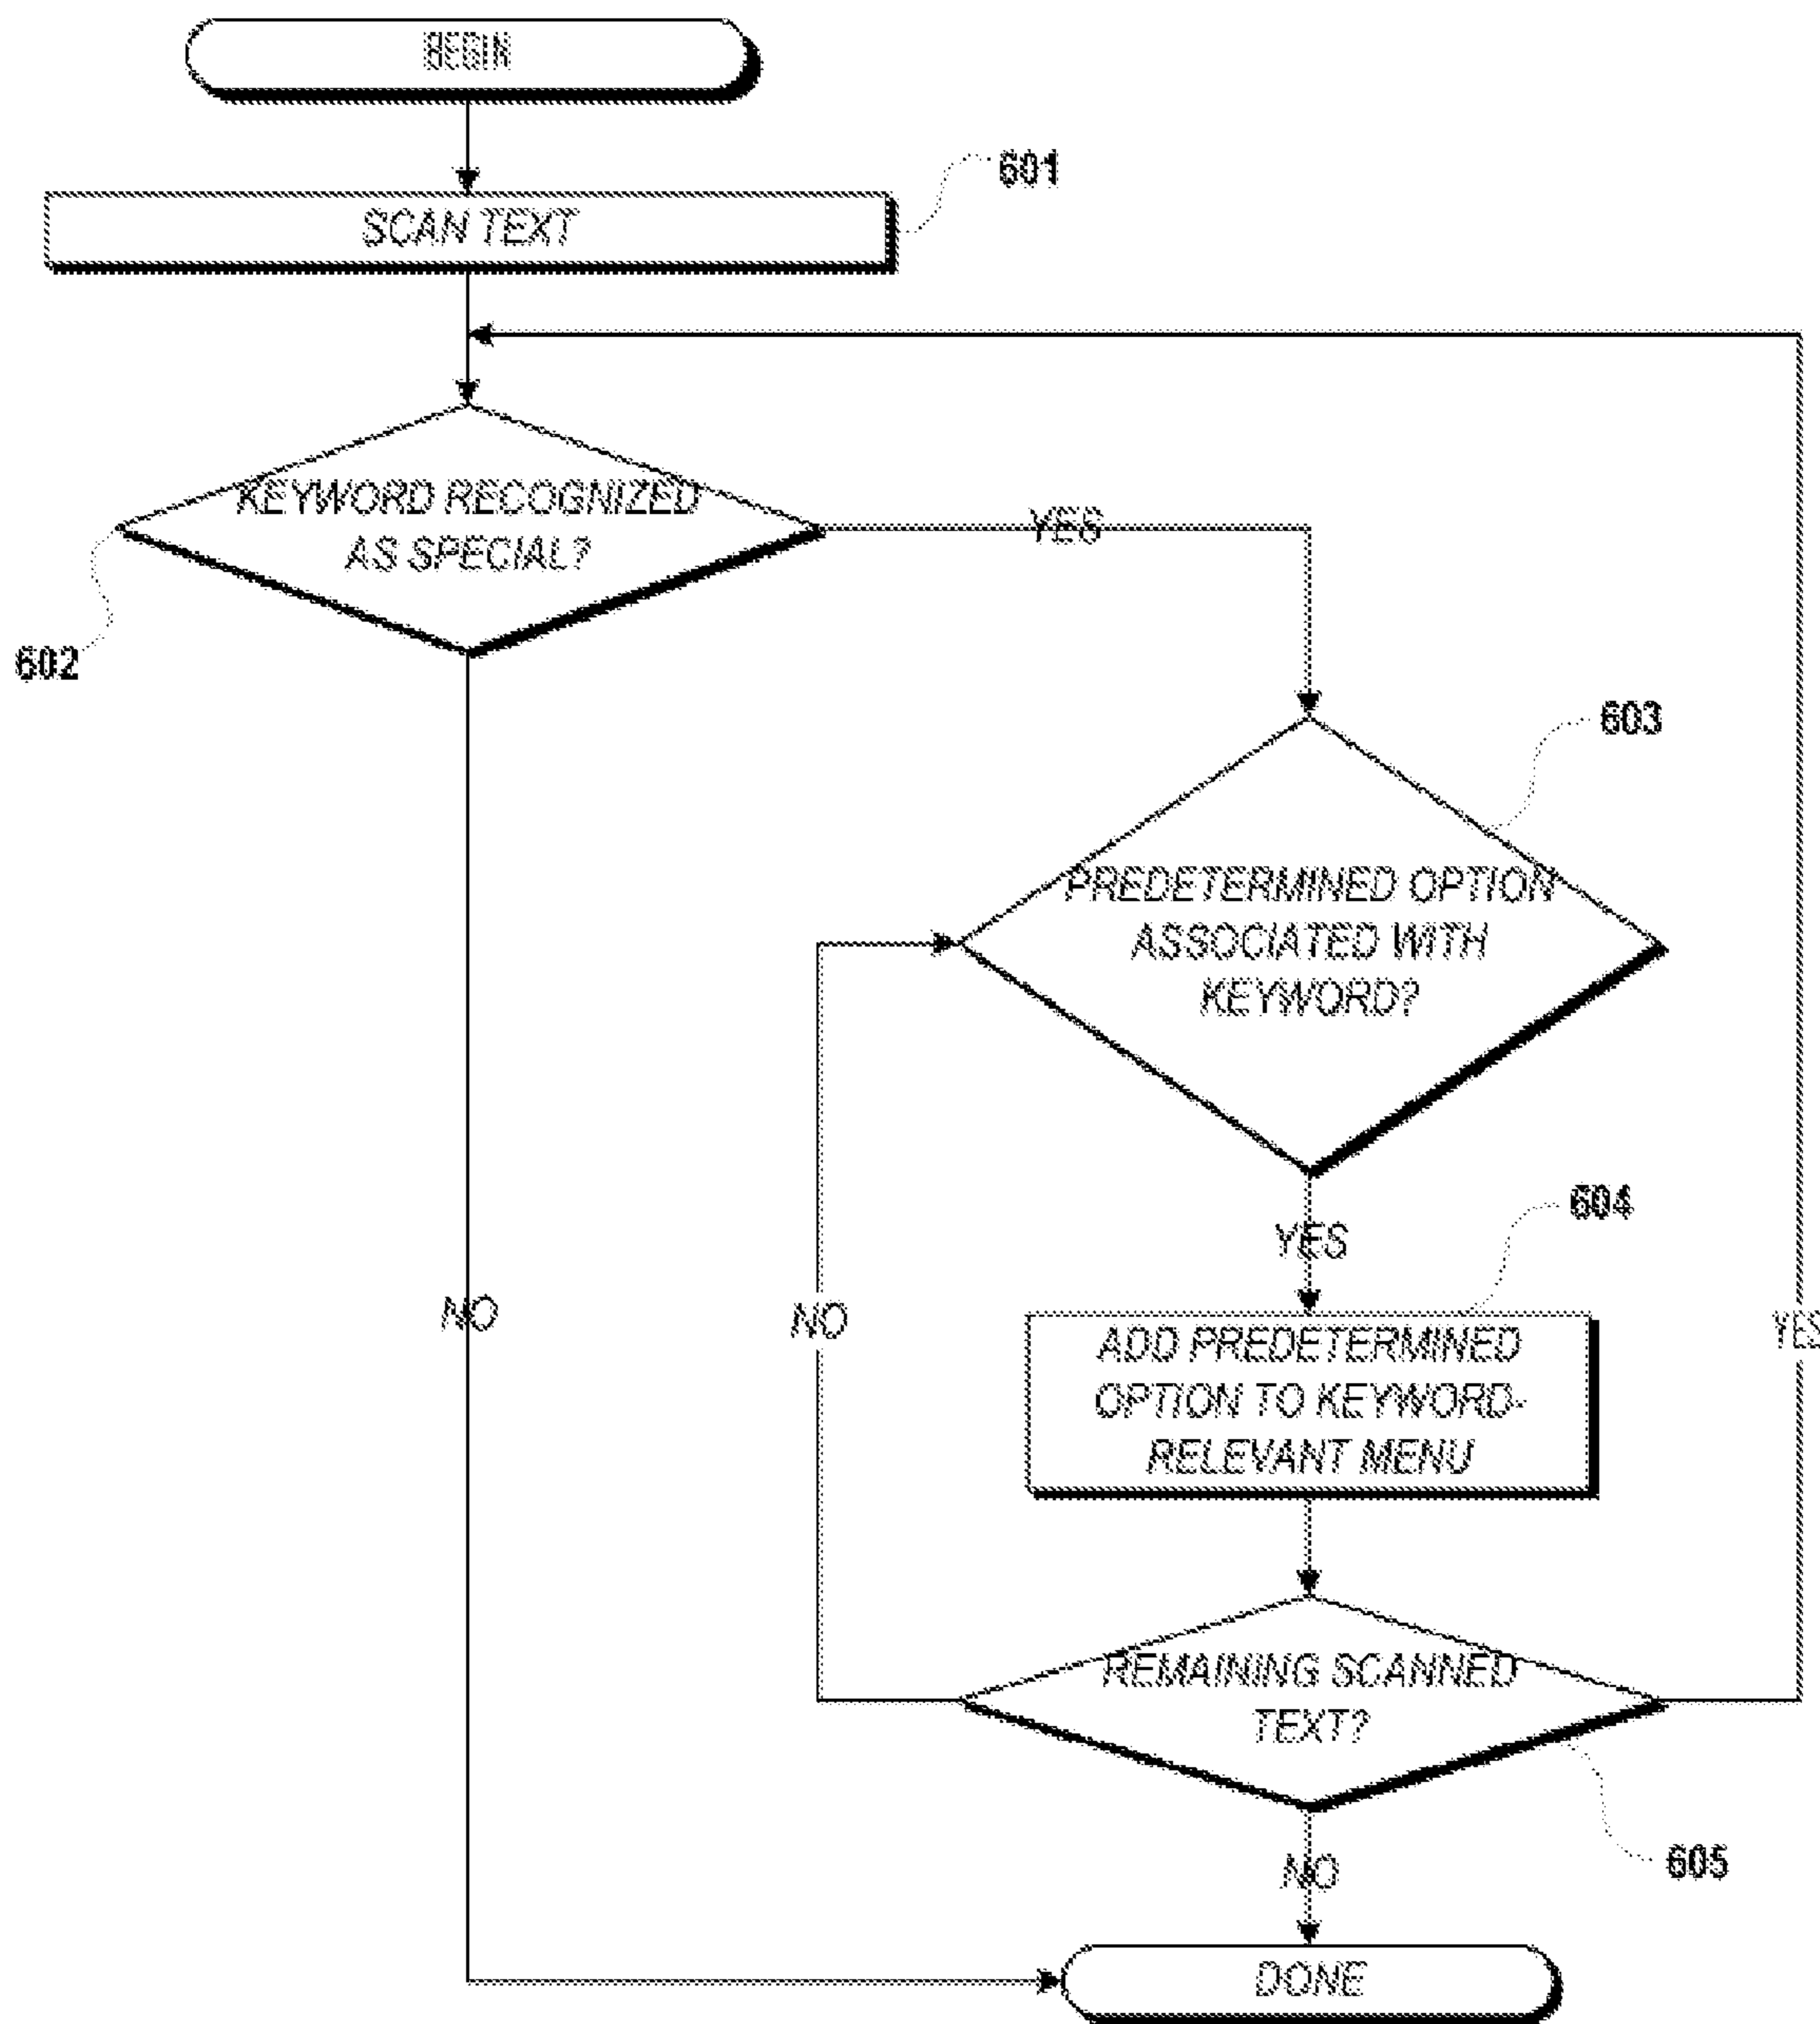 BEGIN
601
SCAN TEXT
KEYWORD RECOGNIZED
AS SPECIAL?
YES
602
603
PREDETERMINED OPTION
ASSOCIATED WITH
KEYWORD?
604
YES
NO
NO
YES
ADD PREDETERMINED
OPTION TO KEYWORD-
RELEVANT MENU
REMAINING SCANNED
TEXT?
605
NO
DONE